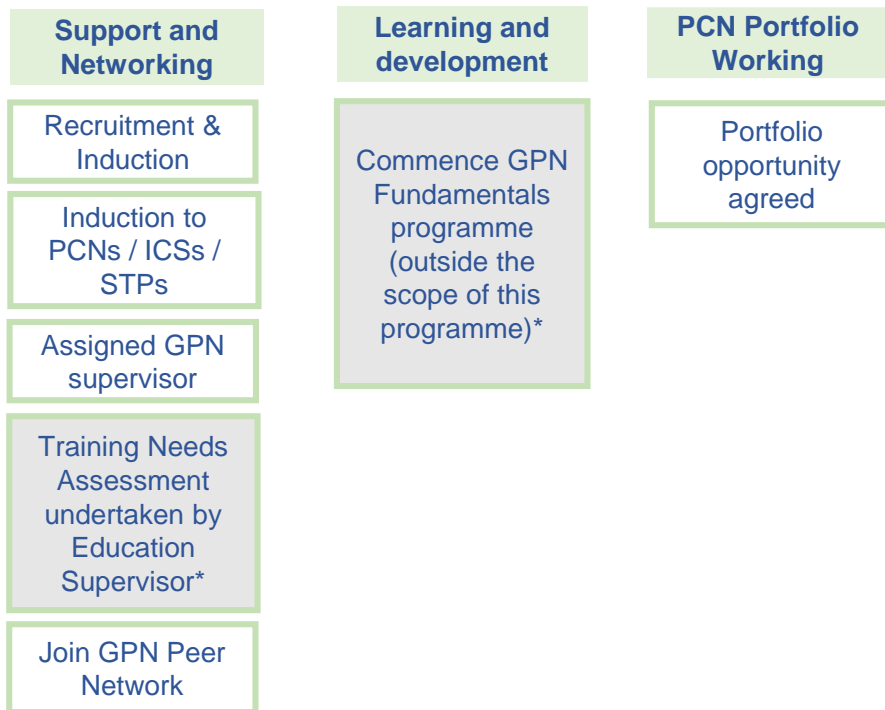 Support and
Networking
Recruitment &
Induction
Induction to
PCNs / ICSs /
STPs
Assigned GPN
supervisor
Training Needs
Assessment
undertaken by
Education
Supervisor*
Join GPN Peer
Network
Learning and
development
Commence GPN
Fundamentals
programme
(outside the
scope of this
programme)*
PCN Portfolio
Working
Portfolio
opportunity
agreed